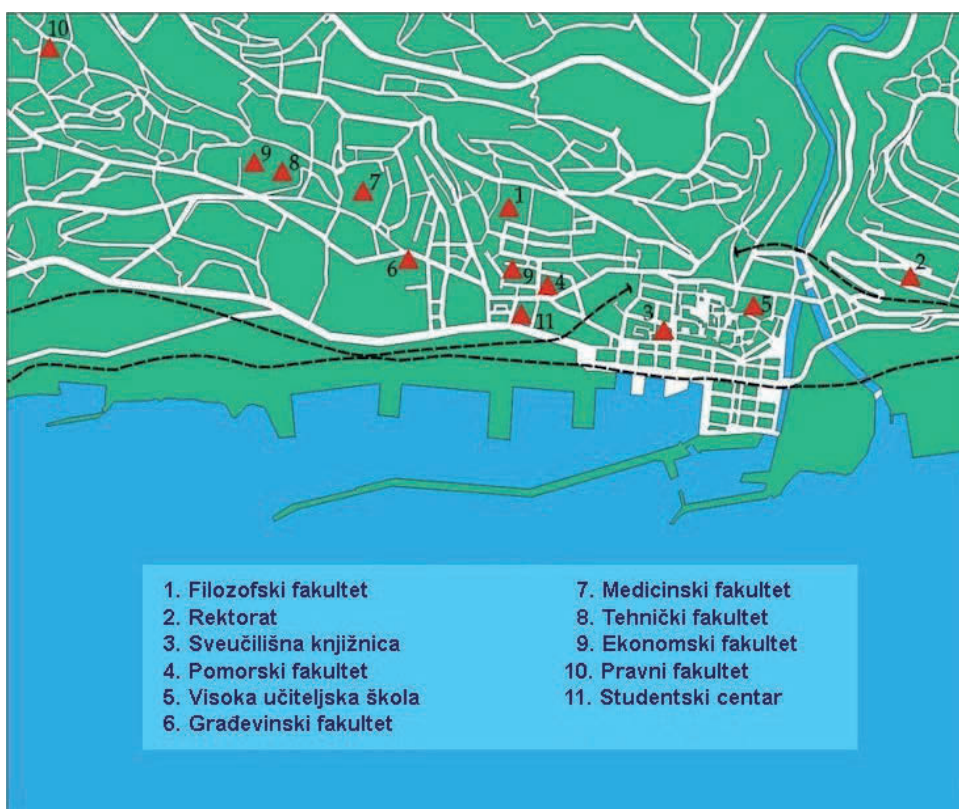 10
9
8
7
1
6
9
4
2
11
3
5
1. Filozofski fakultet
2. Rektorat
3. Sveučilišna knjižnica
4. Pomorski fakultet
5. Visoka učiteljska škola
6. Građevinski fakultet
7. Medicinski fakultet
8. Tehnički fakultet
9. Ekonomski fakultet
10. Pravni fakultet
11. Studentski centar